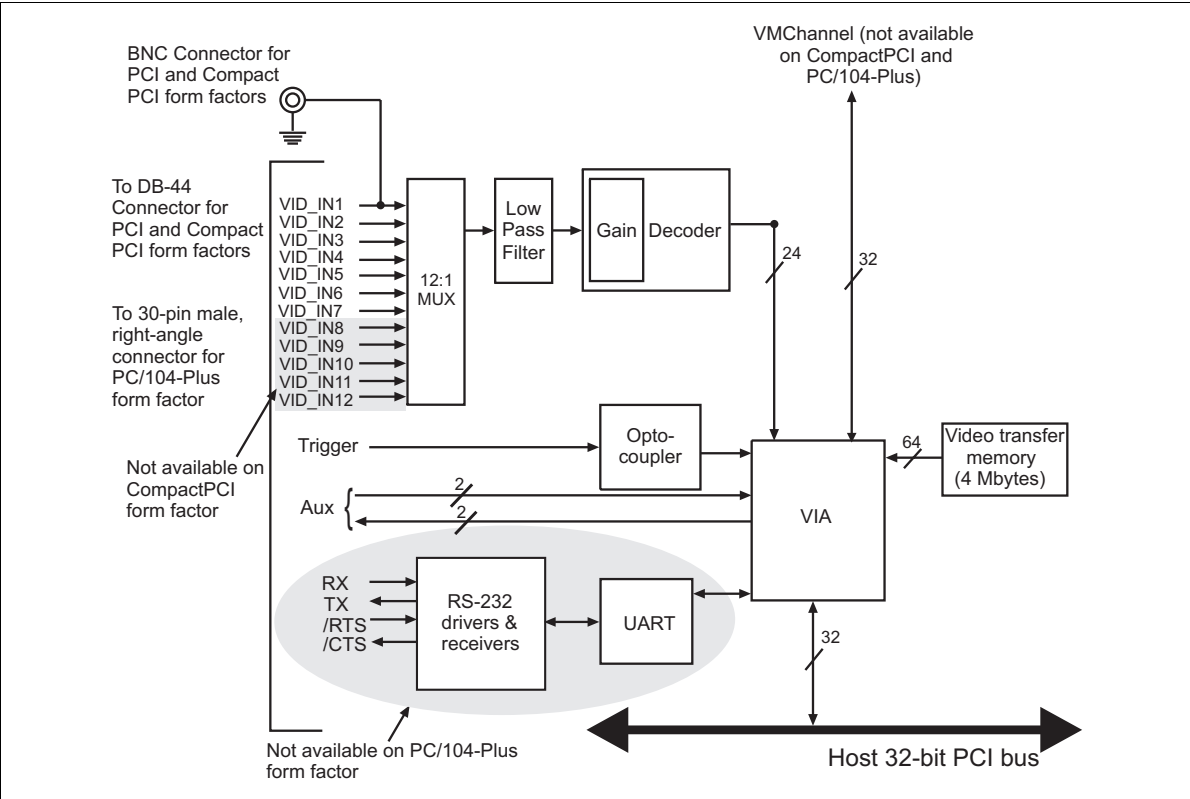 VMChannel (not available
on CompactPCI and
PC/104-Plus)
BNC Connector for
PCI and Compact
PCI form factors
To DB-44
Connector for
PCI and Compact
PCI form factors
To 30-pin male,
right-angle
connector for
PC/104-Plus
form factor
Not available on
CompactPCI
form factor
VID_IN1
VID_IN2
VID_IN3
VID_IN4
VID_IN5
VID_IN6
VID_IN7
VID_IN8
VID_IN9
VID_IN10
VID_IN11
VID_IN12
12:1
MUX
Low
Pass
Filter
Gain
Decoder
24
32
Trigger
Opto-
coupler
Aux
2
2
VIA
64
Video transfer
memory
(4 Mbytes)
RX
TX
/RTS
/CTS
RS-232
drivers &
receivers
UART
32
Not available on PC/104-Plus
form factor
Host 32-bit PCI bus